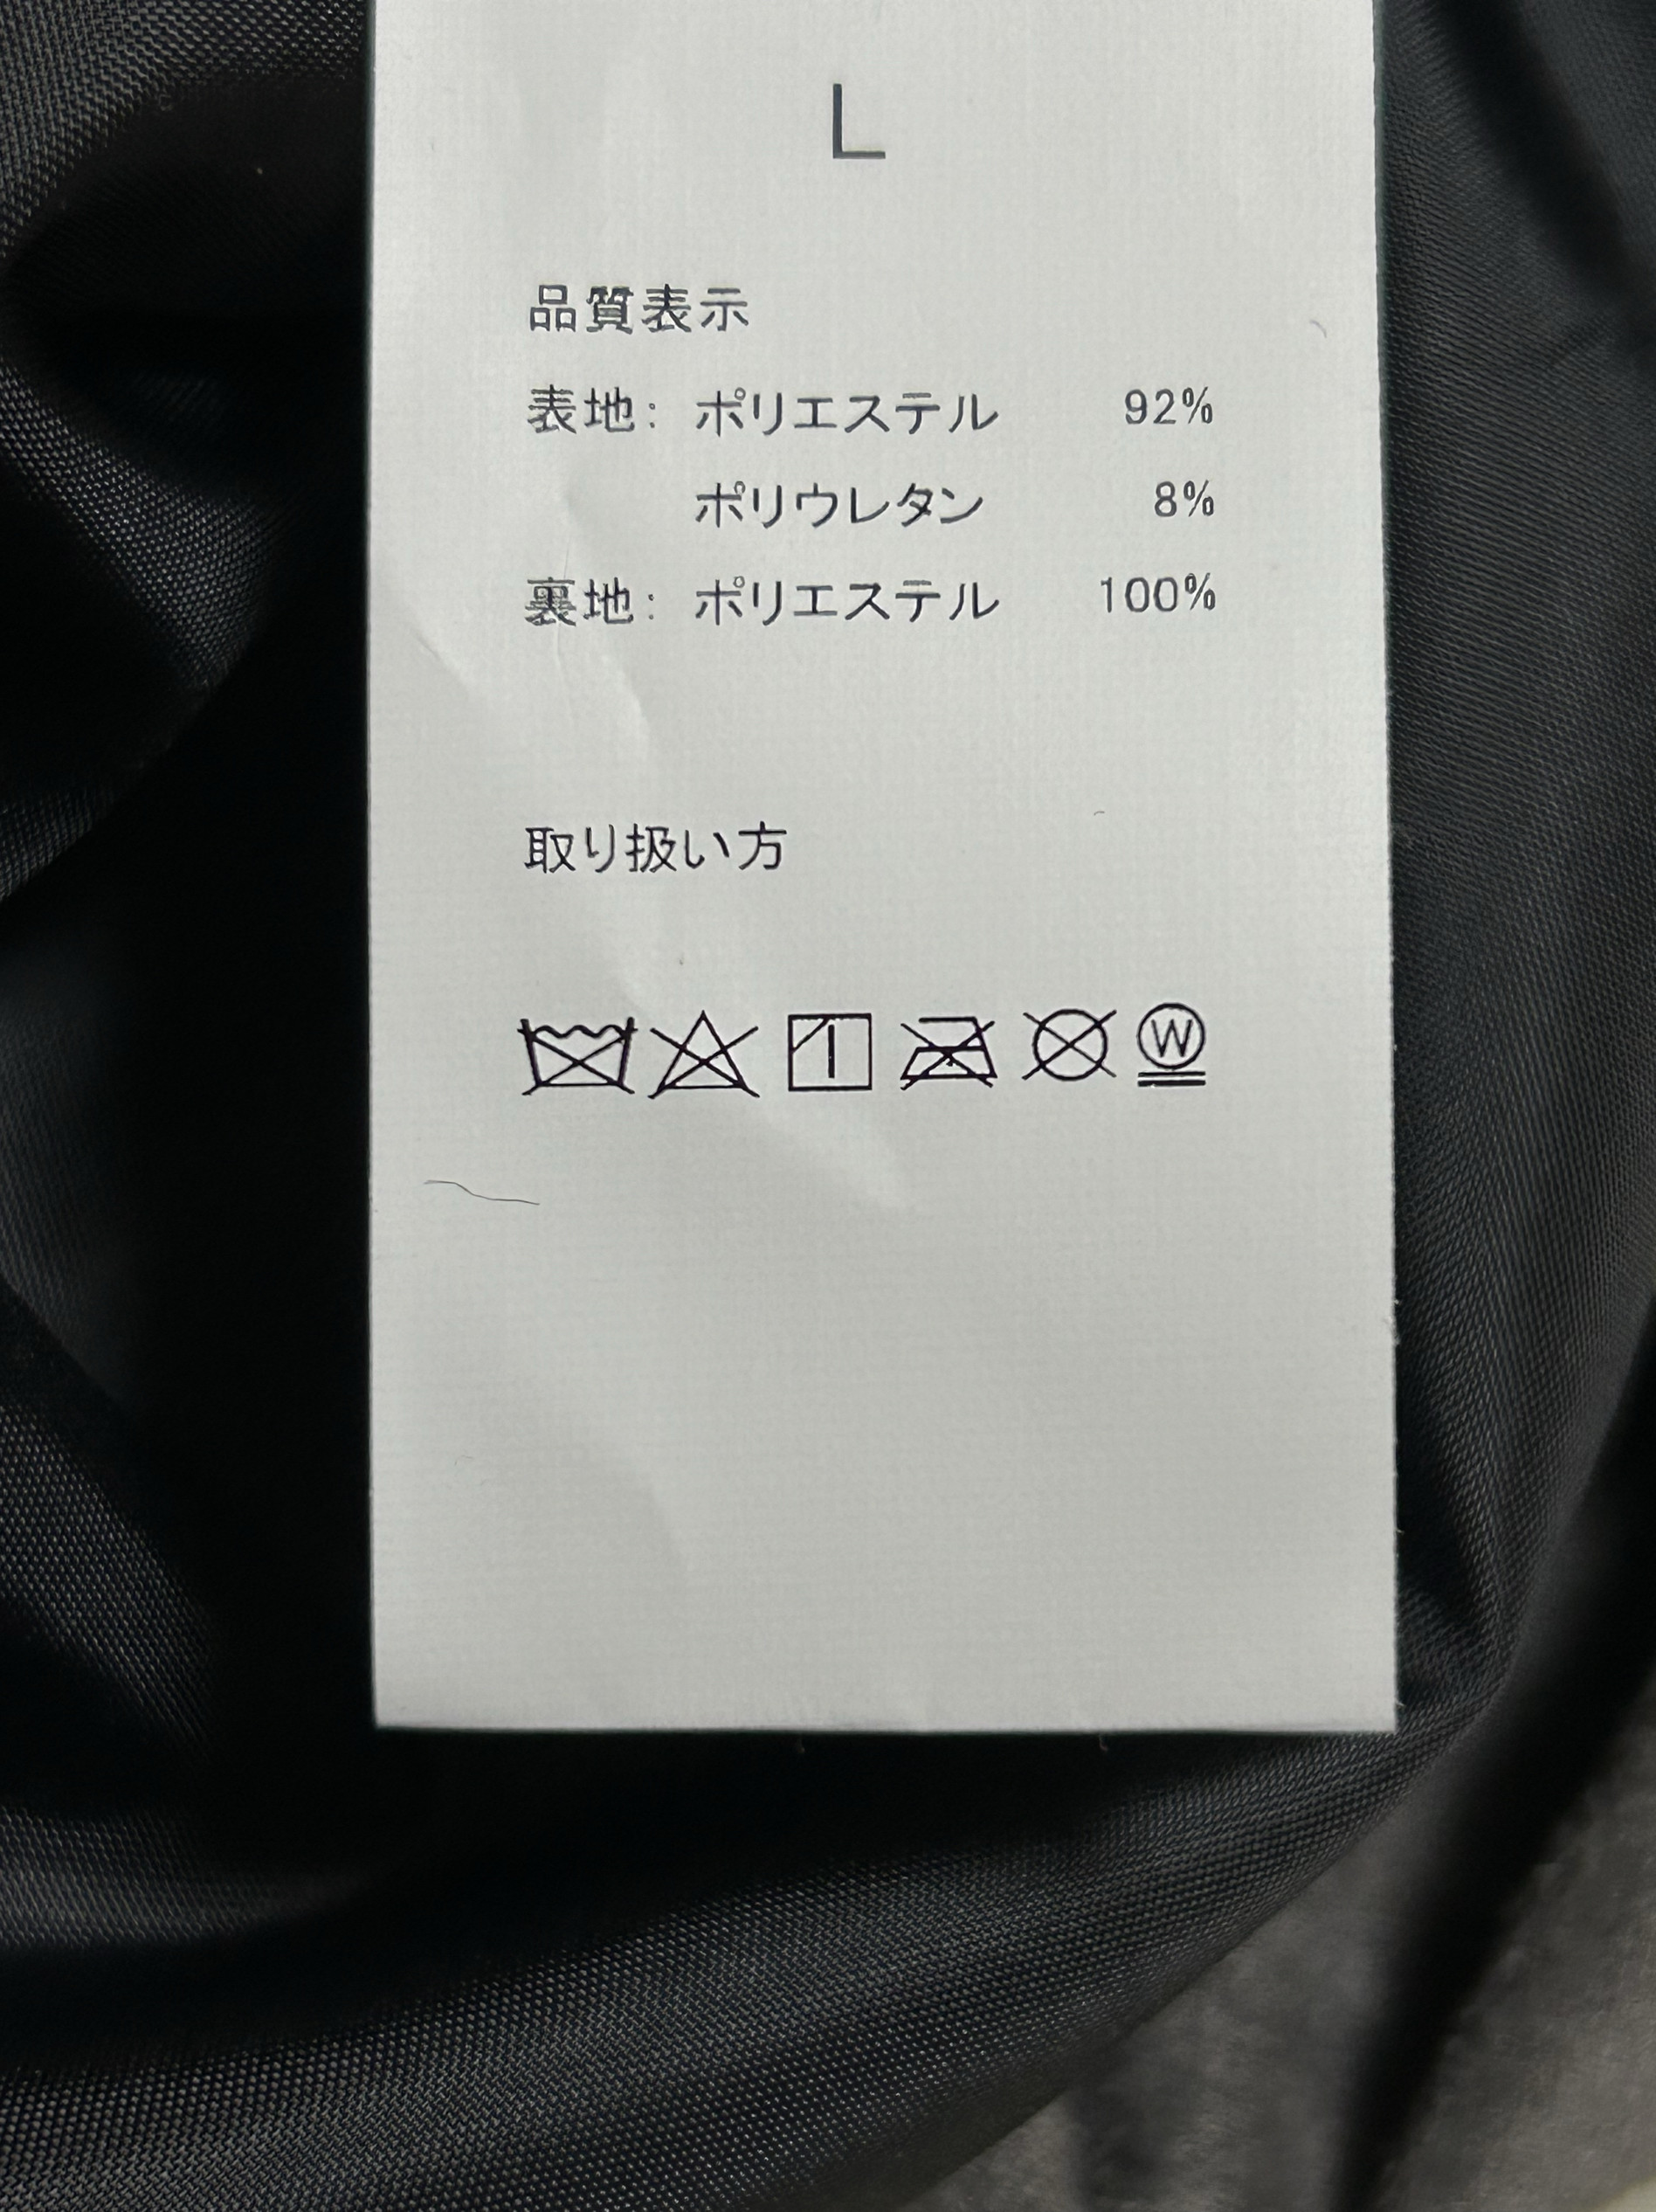 L
品質表示
表地: ポリエステル 92%
ポリウレタン 8%
裏地: ポリエステル 100%
取り扱い方
W